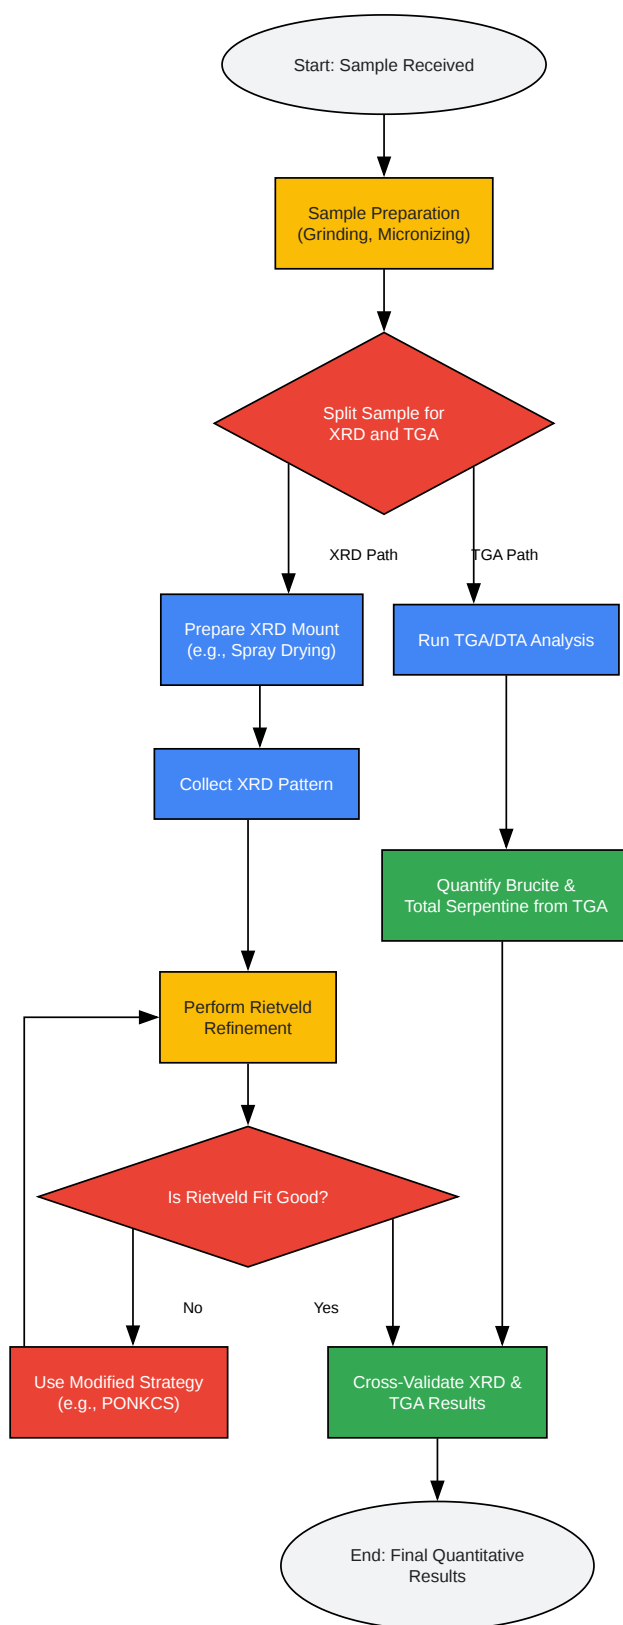 Start: Sample Received
Sample Preparation
(Grinding, Micronizing)
Split Sample for
XRD and TGA
XRD Path
TGA Path
Prepare XRD Mount
(e.g., Spray Drying)
Run TGA/DTA Analysis
Collect XRD Pattern
Quantify Brucite &
Total Serpentine from TGA
Perform Rietveld
Refinement
Is Rietveld Fit Good?
No
Yes
Use Modified Strategy
(e.g., PONKCS)
Cross-Validate XRD &
TGA Results
End: Final Quantitative
Results